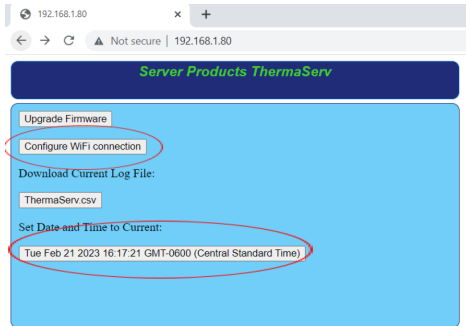 192.168.1.80
Not secure | 192.168.1.80
Server Products ThermaServ
Upgrade Firmware
Configure WiFi connection
Download Current Log File:
ThermaServ.csv
Set Date and Time to Current:
Tue Feb 21 2023 16:17:21 GMT-0600 (Central Standard Time)